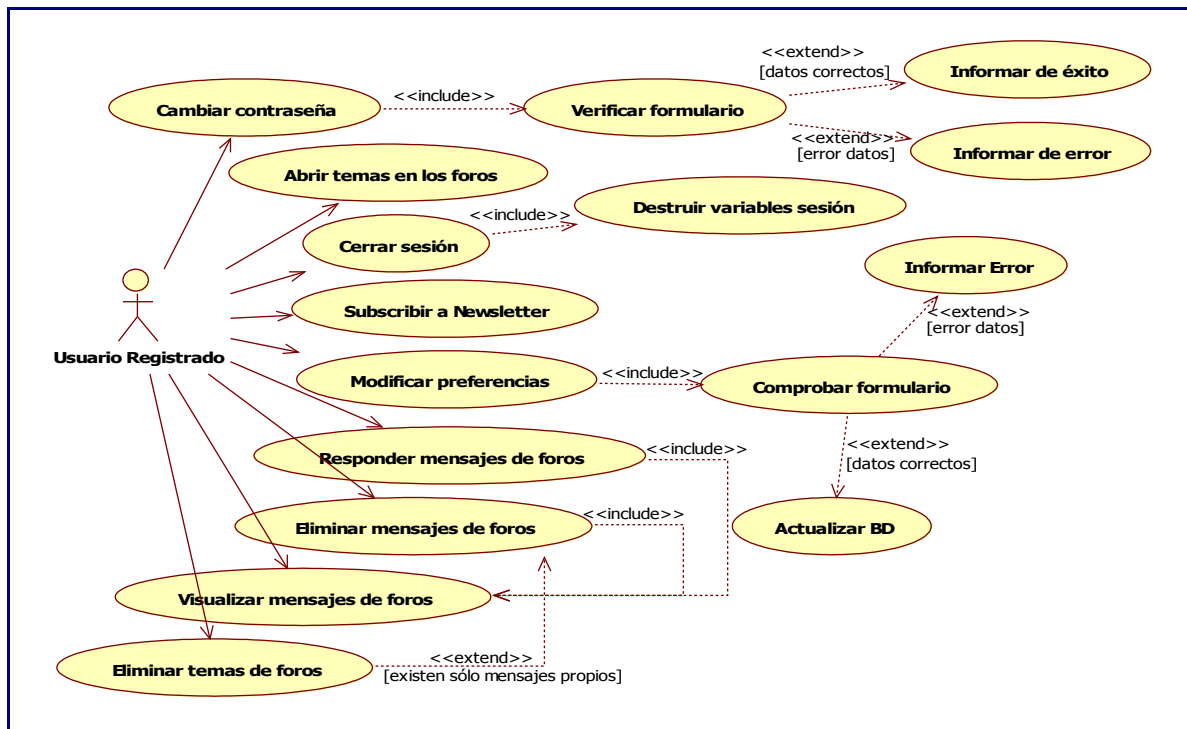 <<extend>>
[datos correctos]
Informar de éxito
Cambiar contraseña
<<include>>
Verificar formulario
<<extend>>
[error datos]
Informar de error
Abrir temas en los foros
Cerrar sesión
<<include>>
Destruir variables sesión
Informar Error
Subscribir a Newsletter
<<extend>>
[error datos]
Usuario Registrado
Modificar preferencias
<<include>>
Comprobar formulario
Responder mensajes de foros
<<include>>
<<extend>>
[datos correctos]
Eliminar mensajes de foros
<<include>>
Actualizar BD
Visualizar mensajes de foros
Eliminar temas de foros
<<extend>>
[existen sólo mensajes propios]